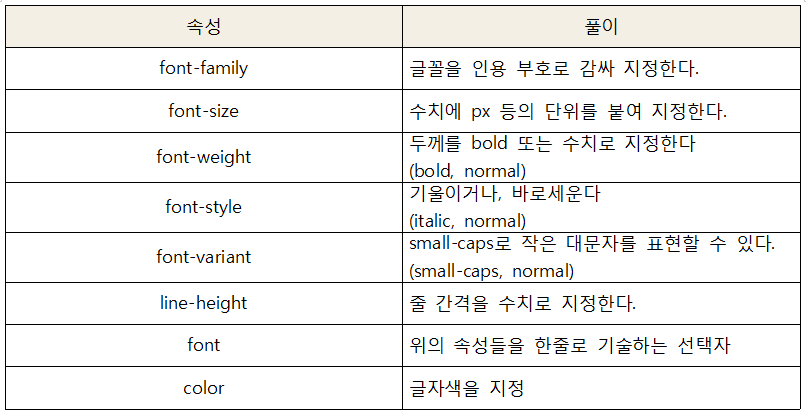 속성 풀이
font-family 글꼴을 인용 부호로 감싸 지정한다.
font-size 수치에 px 등의 단위를 붙여 지정한다.
font-weight 두께를 bold 또는 수치로 지정한다
(bold, normal)
font-style 기울이거나, 바로세운다
(italic, normal)
font-variant small-caps로 작은 대문자를 표현할 수 있다.
(small-caps, normal)
line-height 줄 간격을 수치로 지정한다.
font 위의 속성들을 한줄로 기술하는 선택자
color 글자색을 지정